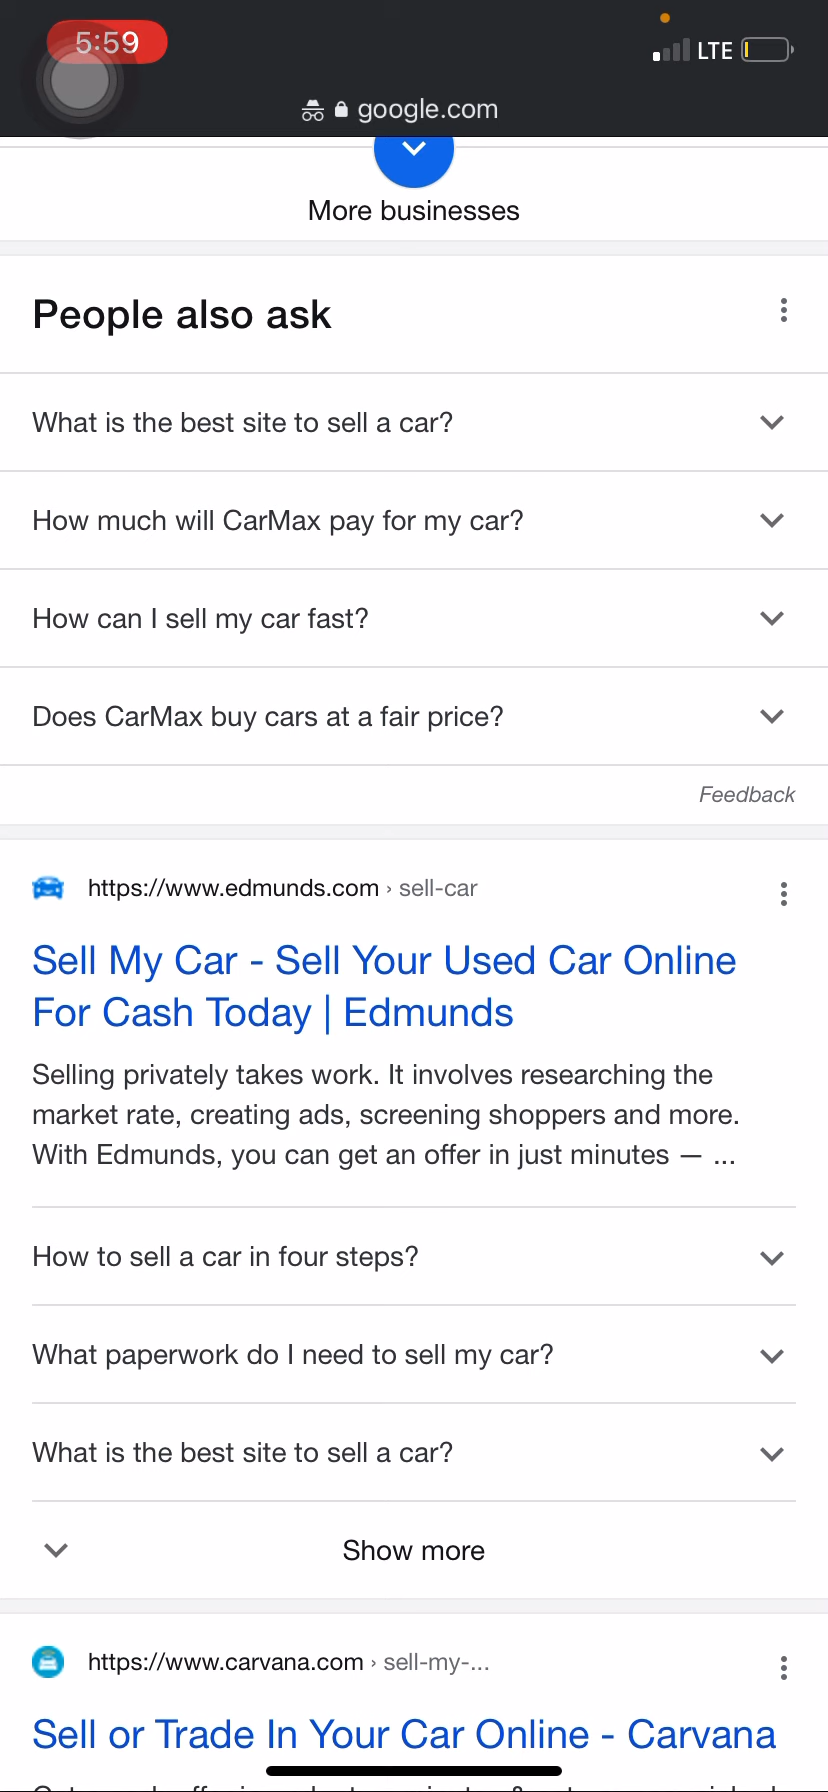 5:59
LTE
google.com
More businesses
People also ask
What is the best site to sell a car?
How much will CarMax pay for my car?
How can I sell my car fast?
Does CarMax buy cars at a fair price?
Feedback
https://www.edmunds.com › sell-car
Sell My Car - Sell Your Used Car Online
For Cash Today | Edmunds
Selling privately takes work. It involves researching the
market rate, creating ads, screening shoppers and more.
With Edmunds, you can get an offer in just minutes — ...
How to sell a car in four steps?
What paperwork do I need to sell my car?
What is the best site to sell a car?
Show more
https://www.carvana.com › sell-my-...
Sell or Trade In Your Car Online - Carvana